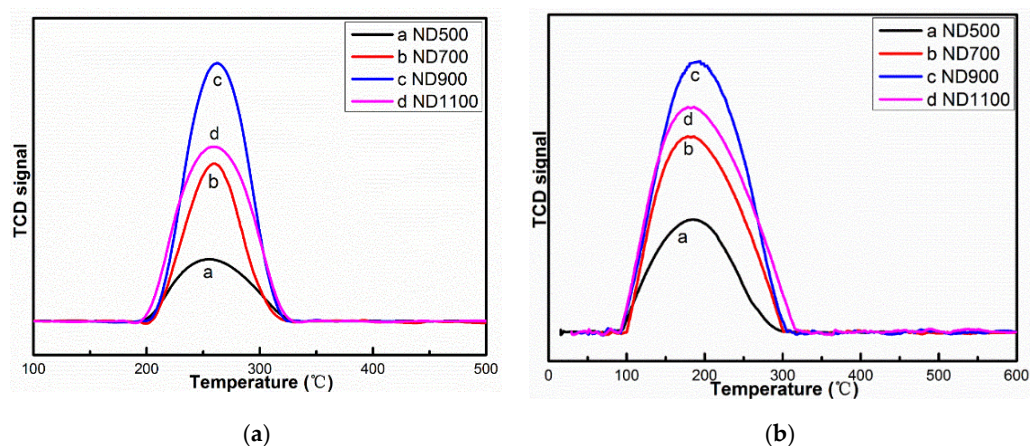 a ND500
b ND700
c ND900
d ND1100
c
d
b
a
TCD signal
100
200
300
400
500
Temperature (℃)
(a)
a ND500
b ND700
c ND900
d ND1100
c
d
b
a
TCD signal
0
100
200
300
400
500
600
Temperature (℃)
(b)